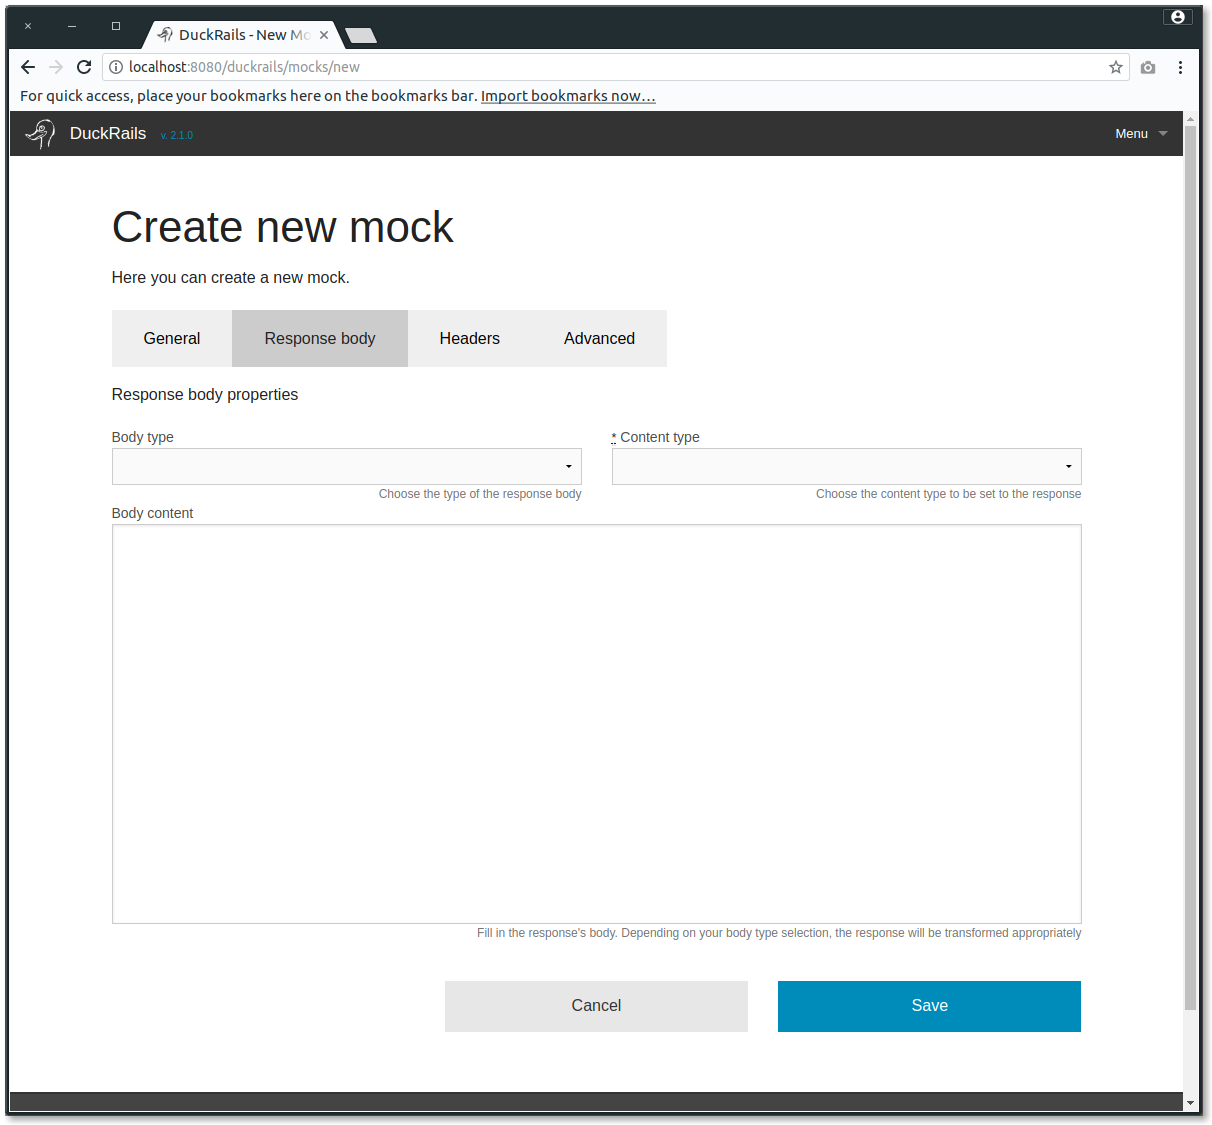 DuckRails - New Mo
localhost:8080/duckrails/mocks/new
For quick access, place your bookmarks here on the bookmarks bar. Import bookmarks now...
DuckRails v. 2.1.0 Menu
Create new mock
Here you can create a new mock.
General Response body Headers Advanced
Response body properties
Body type * Content type
Choose the type of the response body Choose the content type to be set to the response
Body content
Fill in the response's body. Depending on your body type selection, the response will be transformed appropriately
Cancel Save